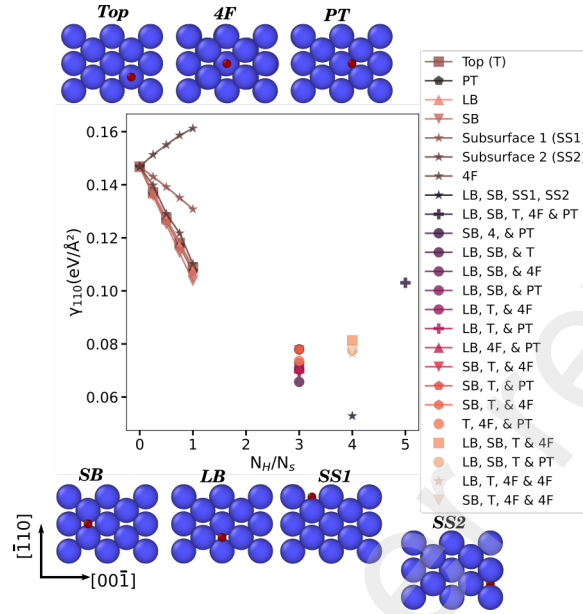 Top 4F PT
Top (T)
PT
LB
SB
Subsurface 1 (SS1)
Subsurface 2 (SS2)
4F
LB, SB, SS1, SS2
LB, SB, T, 4F & PT
SB, 4, & PT
LB, SB, & T
LB, SB, & 4F
LB, SB, & PT
LB, T, & 4F
LB, T, & PT
LB, 4F, & PT
SB, T, & 4F
SB, T, & PT
SB, T, & 4F
T, 4F, & PT
LB, SB, T & 4F
LB, SB, T & PT
LB, T, 4F & 4F
SB, T, 4F & 4F
γ110(eV/Å²)
0.16
0.14
0.12
0.10
0.08
0.06
0 1 2 3 4 5
N_H/N_s
SB LB SS1
SS2
[1̄10]
[001̄]